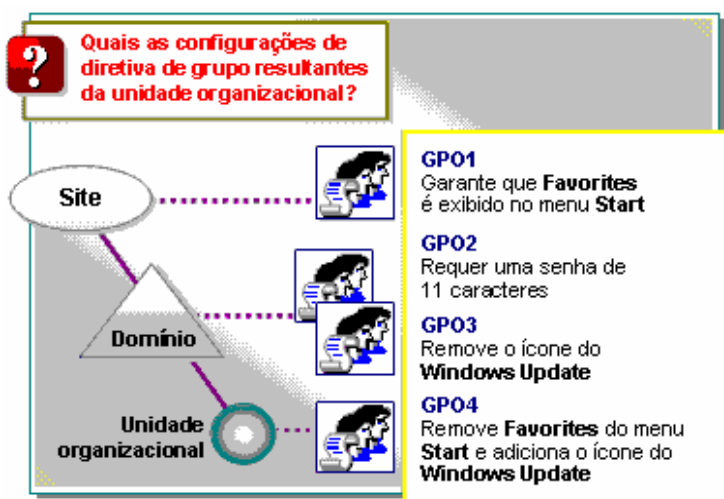 ?
Quais as configurações de
diretiva de grupo resultantes
da unidade organizacional?
Site
Domínio
Unidade
organizacional
GPO1
Garante que Favorites
é exibido no menu Start
GPO2
Requer uma senha de
11 caracteres
GPO3
Remove o ícone do
Windows Update
GPO4
Remove Favorites do menu
Start e adiciona o ícone do
Windows Update